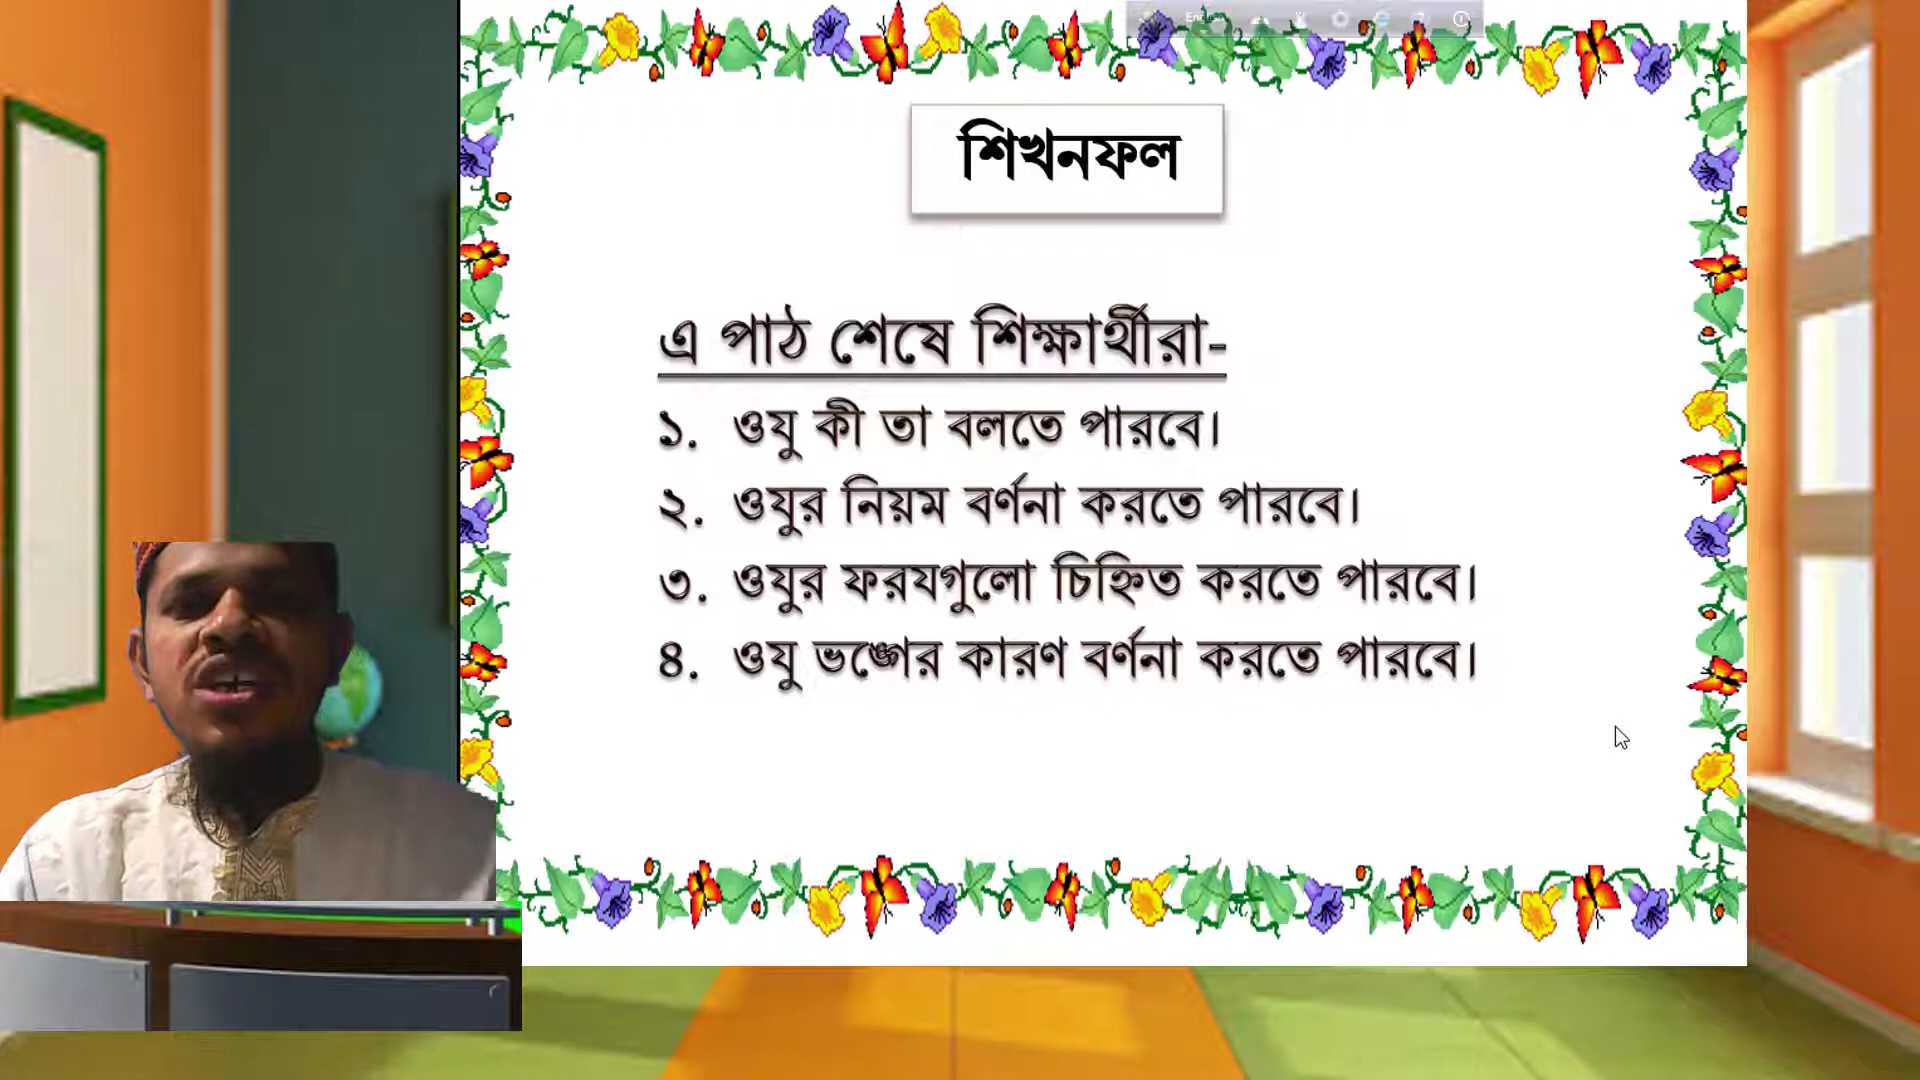 শিখনফল
এ পাঠ শেষে শিক্ষার্থীরা-
১. ওযু কী তা বলতে পারবে।
২. ওযুর নিয়ম বর্ণনা করতে পারবে।
৩. ওযুর ফরযগুলো চিহ্নিত করতে পারবে।
৪. ওযু ভঙ্গের কারণ বর্ণনা করতে পারবে।